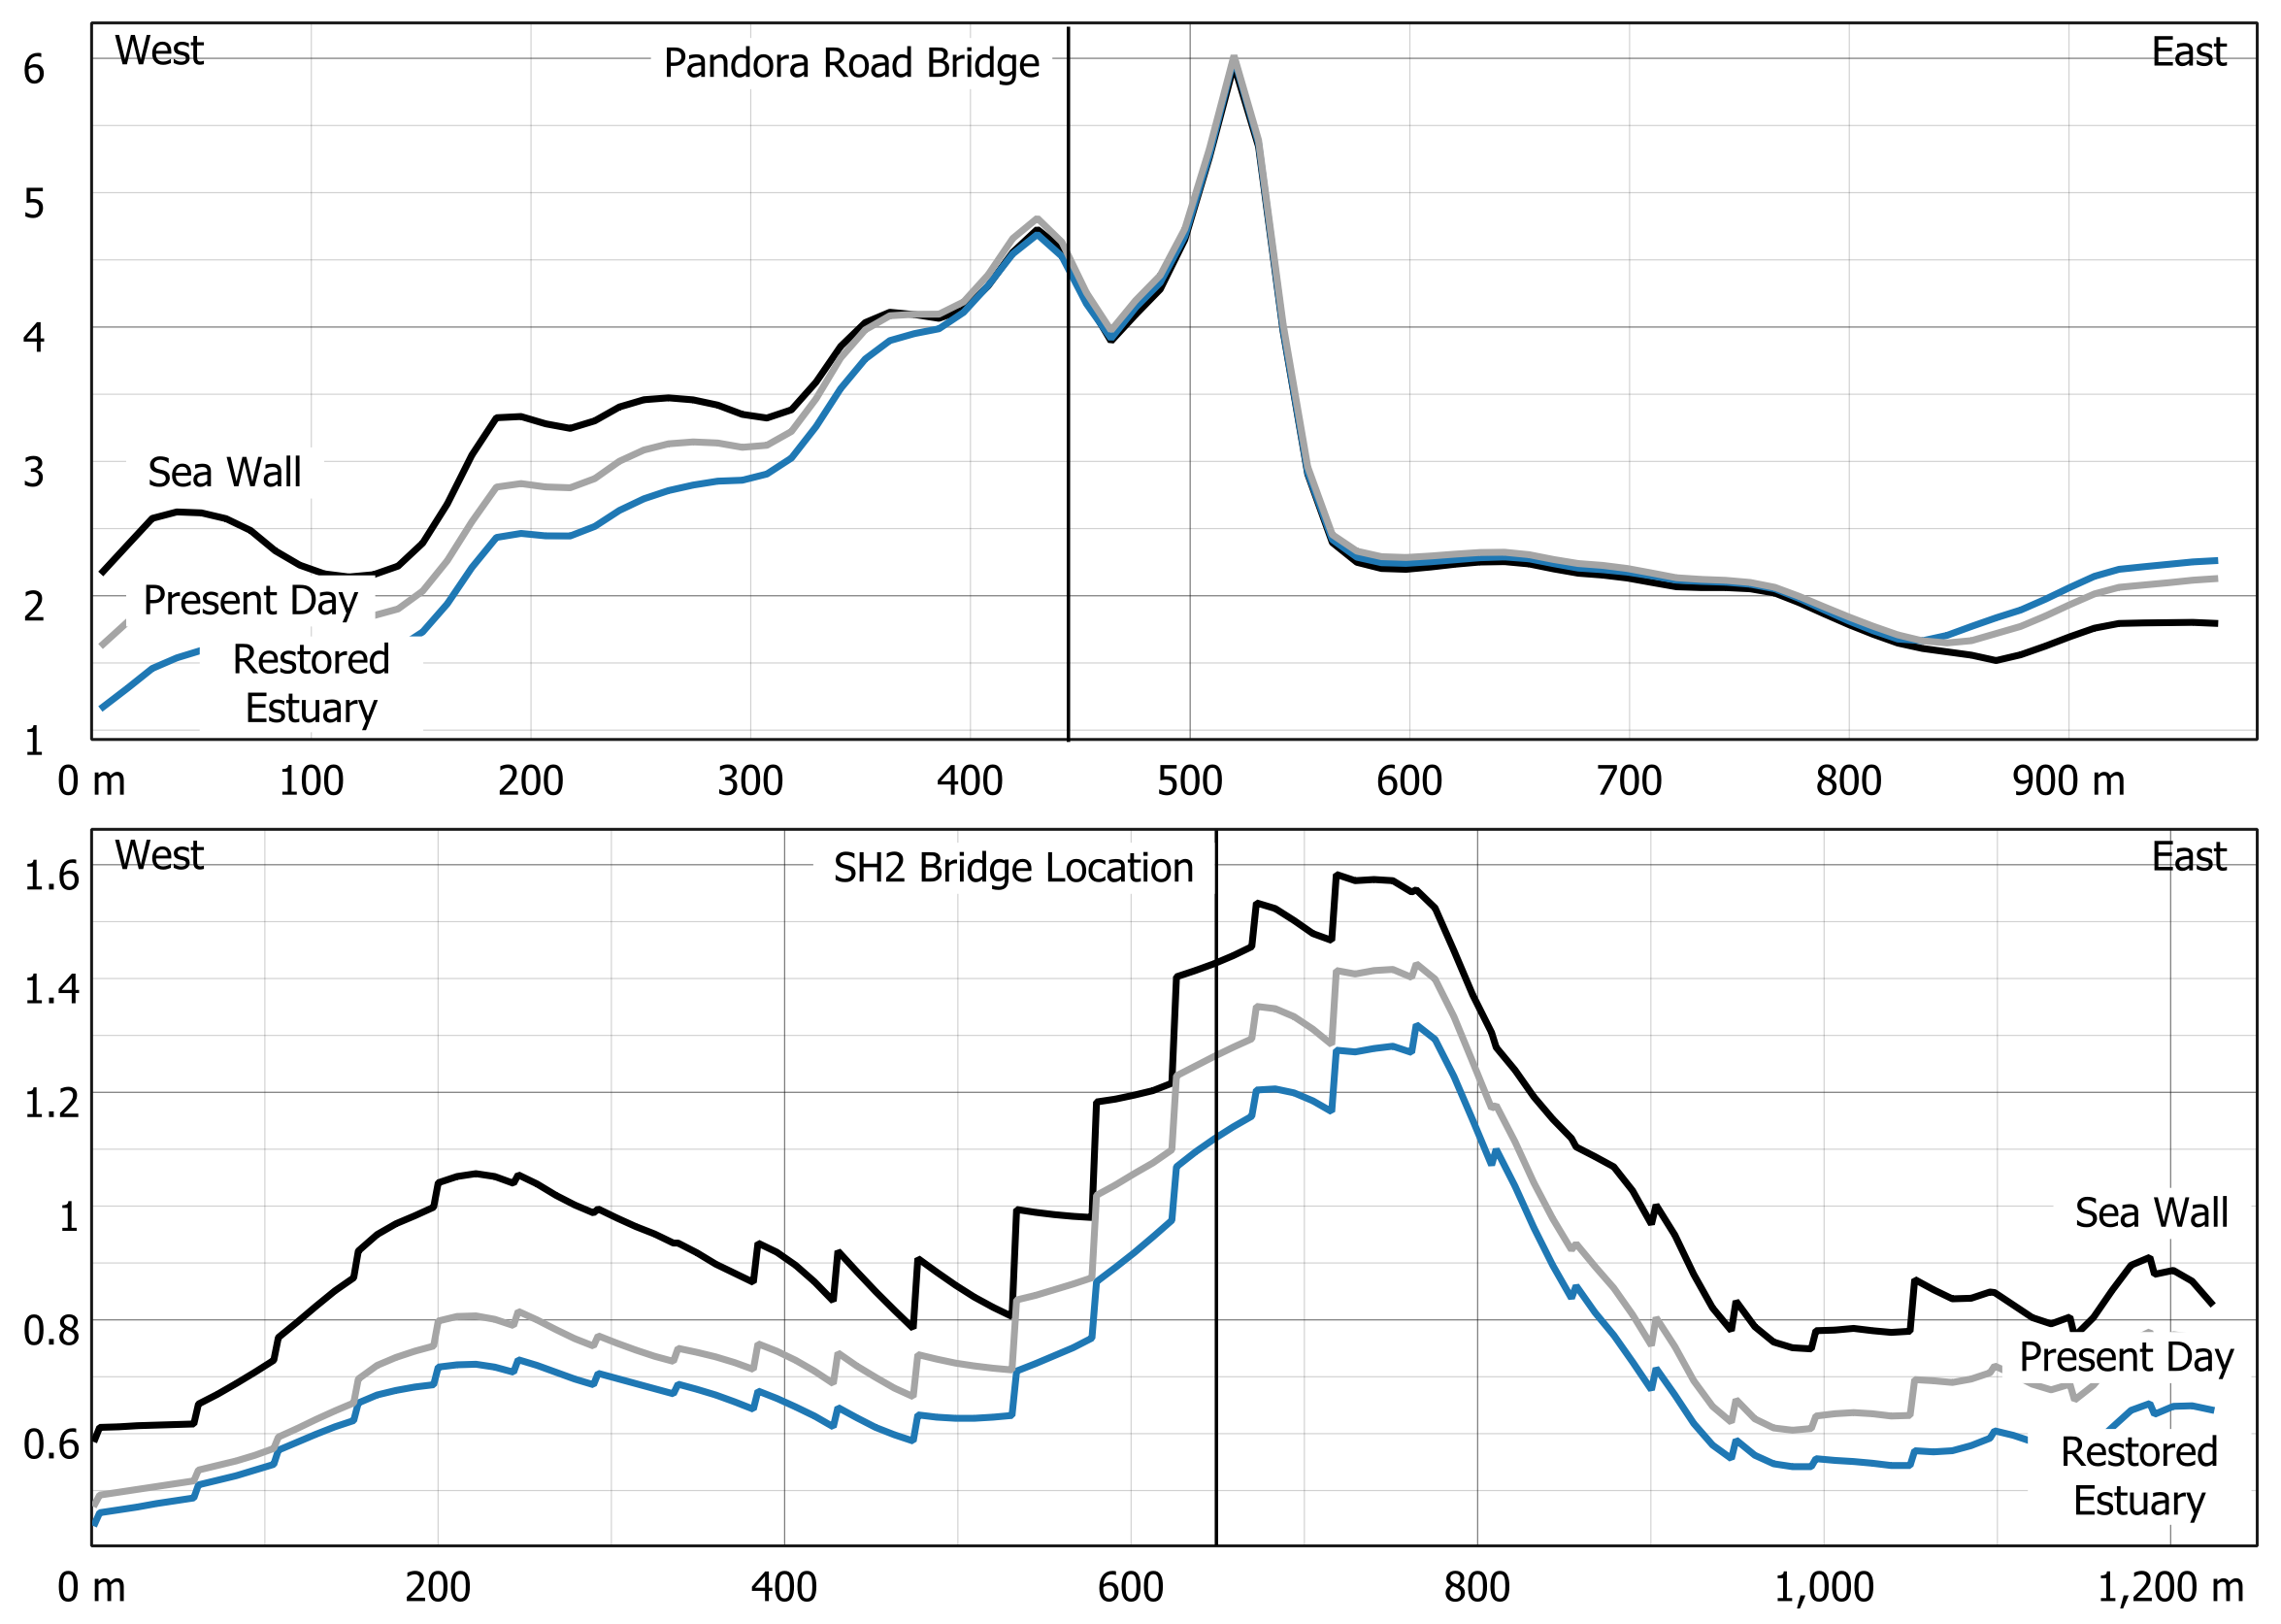 West
Pandora Road Bridge
East
6
5
4
3
2
1
Sea Wall
Present Day
Restored
Estuary
0 m 100 200 300 400 500 600 700 800 900 m
West
SH2 Bridge Location
East
1.6
1.4
1.2
1
0.8
0.6
Sea Wall
Present Day
Restored
Estuary
0 m 200 400 600 800 1,000 1,200 m